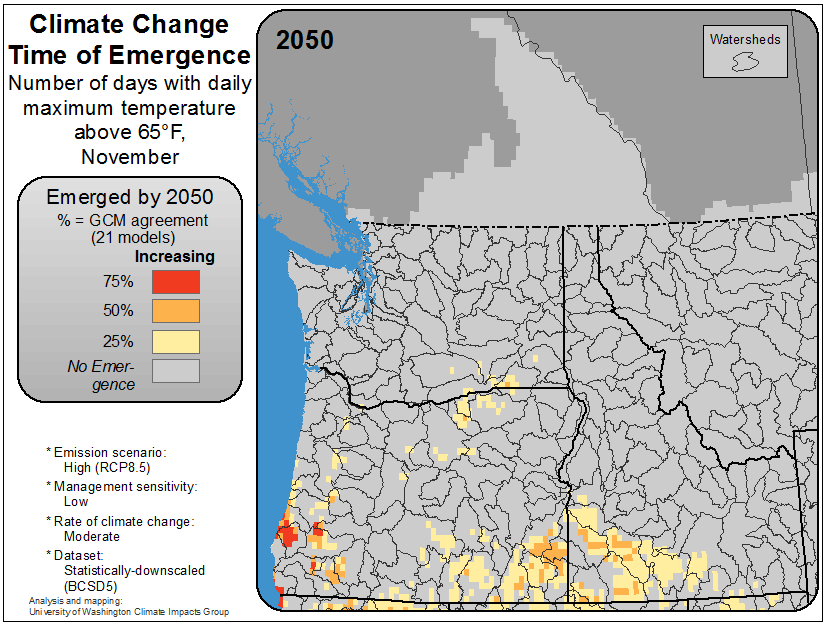 Climate Change
Time of Emergence
Number of days with daily
maximum temperature
above 65°F,
November
Emerged by 2050
% = GCM agreement
(21 models)
Increasing
75%
50%
25%
No Emer-
gence
* Emission scenario:
High (RCP8.5)
* Management sensitivity:
Low
* Rate of climate change:
Moderate
* Dataset:
Statistically-downscaled
(BCSD5)
Analysis and mapping:
University of Washington Climate Impacts Group
2050
Watersheds